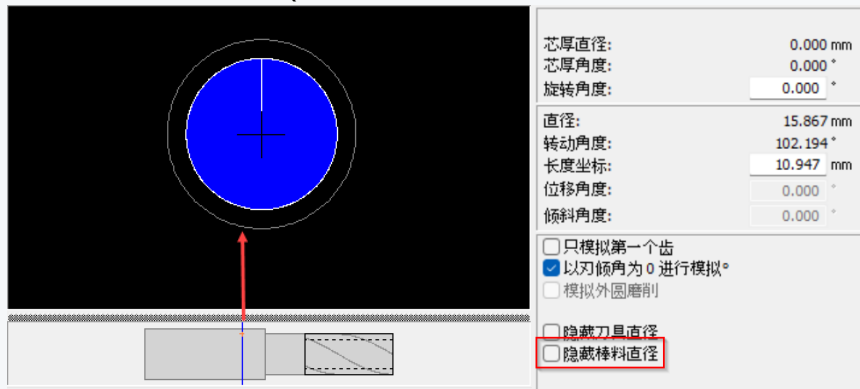 芯厚直径: 0.000 mm
芯厚角度: 0.000 °
旋转角度: 0.000 °
直径: 15.867 mm
转动角度: 102.194 °
长度坐标: 10.947 mm
位移角度: 0.000 °
倾斜角度: 0.000 °
只模拟第一个齿
以刃倾角为0进行模拟°
模拟外圆磨削
隐藏刀具直径
隐藏棒料直径